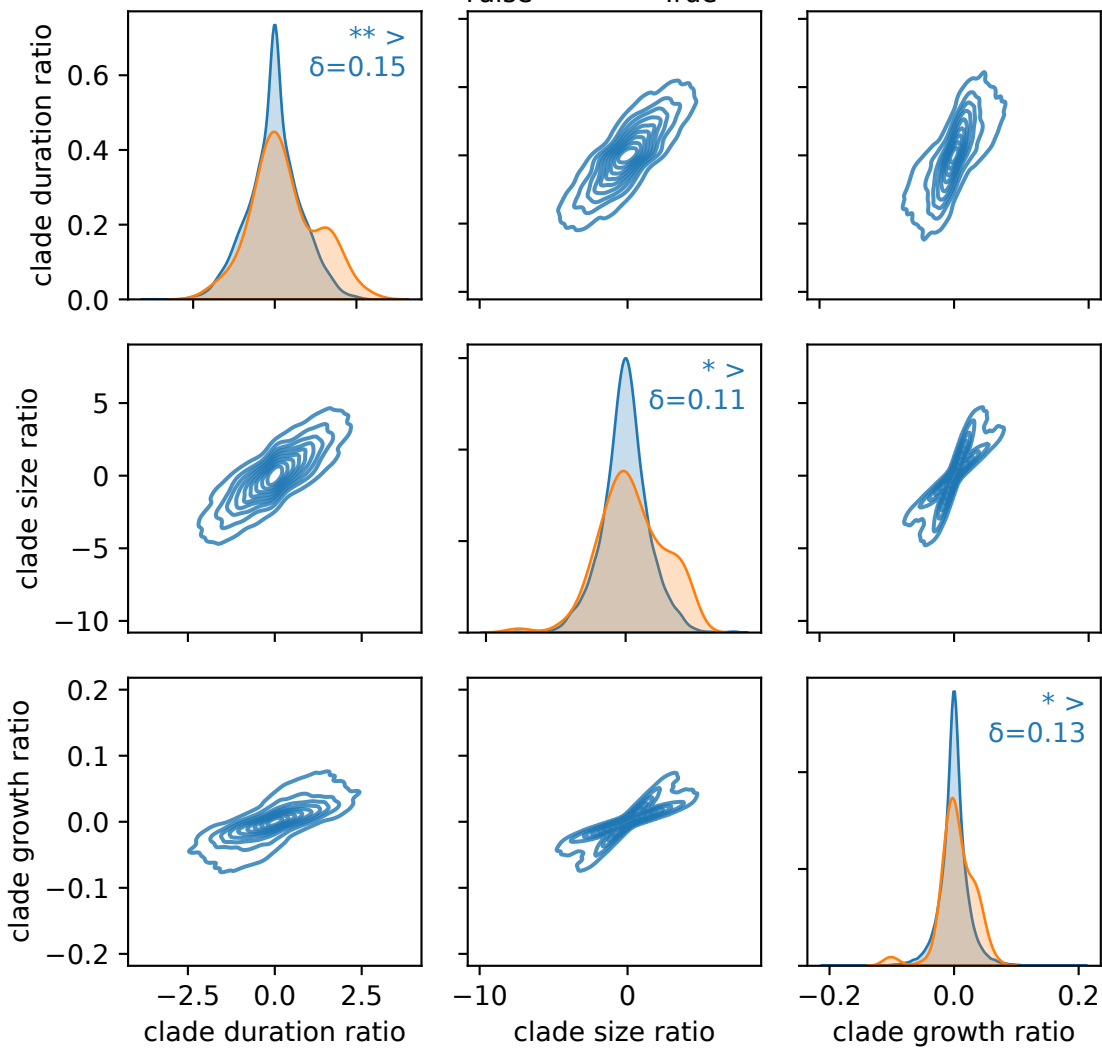 False True
clade duration ratio
0.6
0.4
0.2
0.0
** >
δ=0.15
clade size ratio
5
0
−5
−10
* >
δ=0.11
clade growth ratio
0.2
0.1
0.0
−0.1
−0.2
* >
δ=0.13
−2.5 0.0 2.5
−10 0
−0.2 0.0 0.2
clade duration ratio
clade size ratio
clade growth ratio